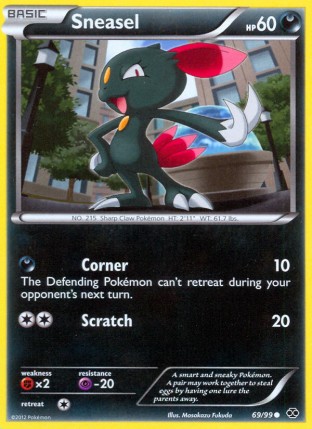 BASIC
Sneasel
HP60
NO. 215 Sharp Claw Pokémon HT: 2'11" WT: 61.7 lbs.
Corner 10
The Defending Pokémon can't retreat during your
opponent's next turn.
Scratch 20
weakness
×2
resistance
-20
retreat
A smart and sneaky Pokémon.
A pair may work together to steal
eggs by having one lure the
parents away.
©2012 Pokémon
Illus. Masakazu Fukuda
69/99